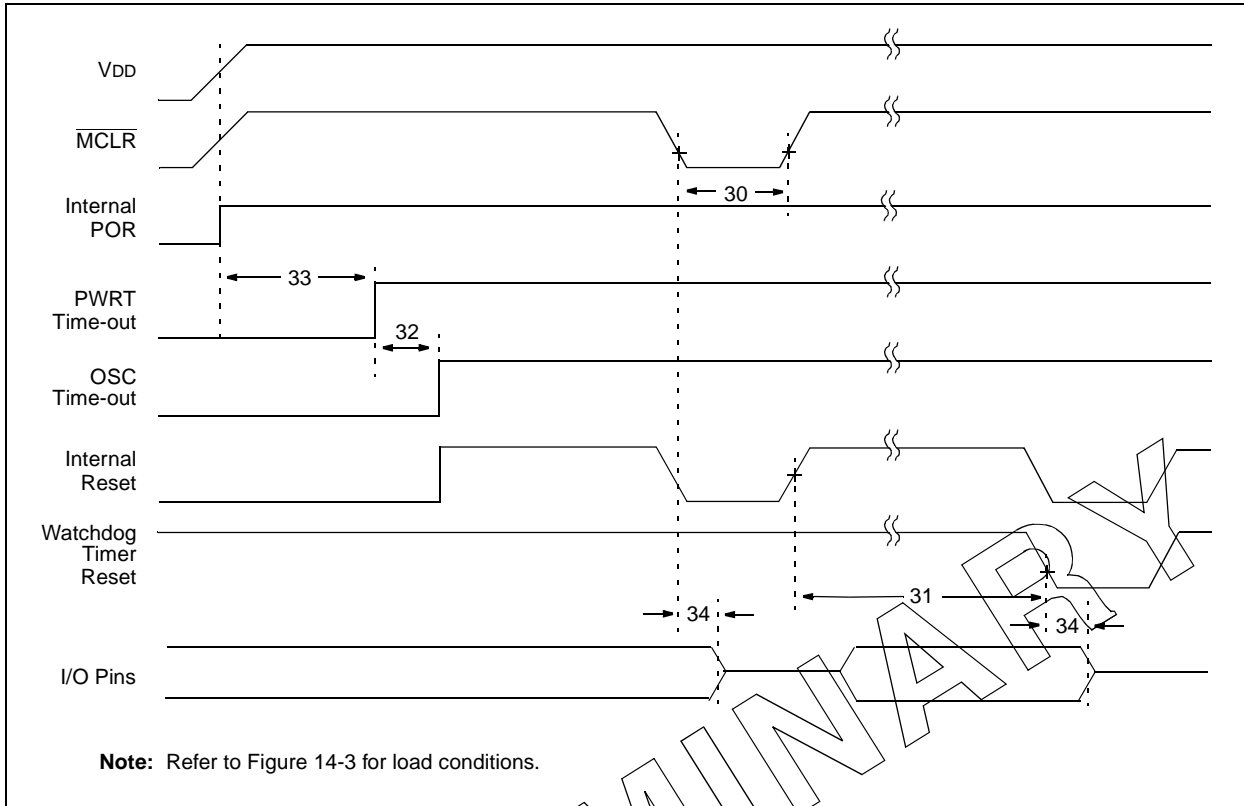 VDD
MCLR
Internal
POR
30
33
PWRT
Time-out
32
OSC
Time-out
Internal
Reset
Watchdog
Timer
Reset
31
34
34
I/O Pins
Note: Refer to Figure 14-3 for load conditions.
MINARY